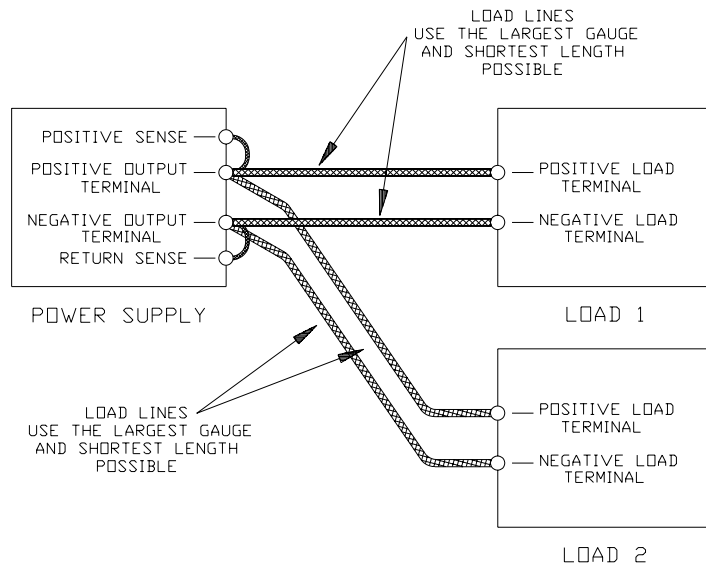 LOAD LINES
USE THE LARGEST GAUGE
AND SHORTEST LENGTH
POSSIBLE
POSITIVE SENSE
POSITIVE OUTPUT
TERMINAL
NEGATIVE OUTPUT
TERMINAL
RETURN SENSE
POWER SUPPLY
POSITIVE LOAD
TERMINAL
NEGATIVE LOAD
TERMINAL
LOAD 1
LOAD LINES
USE THE LARGEST GAUGE
AND SHORTEST LENGTH
POSSIBLE
POSITIVE LOAD
TERMINAL
NEGATIVE LOAD
TERMINAL
LOAD 2